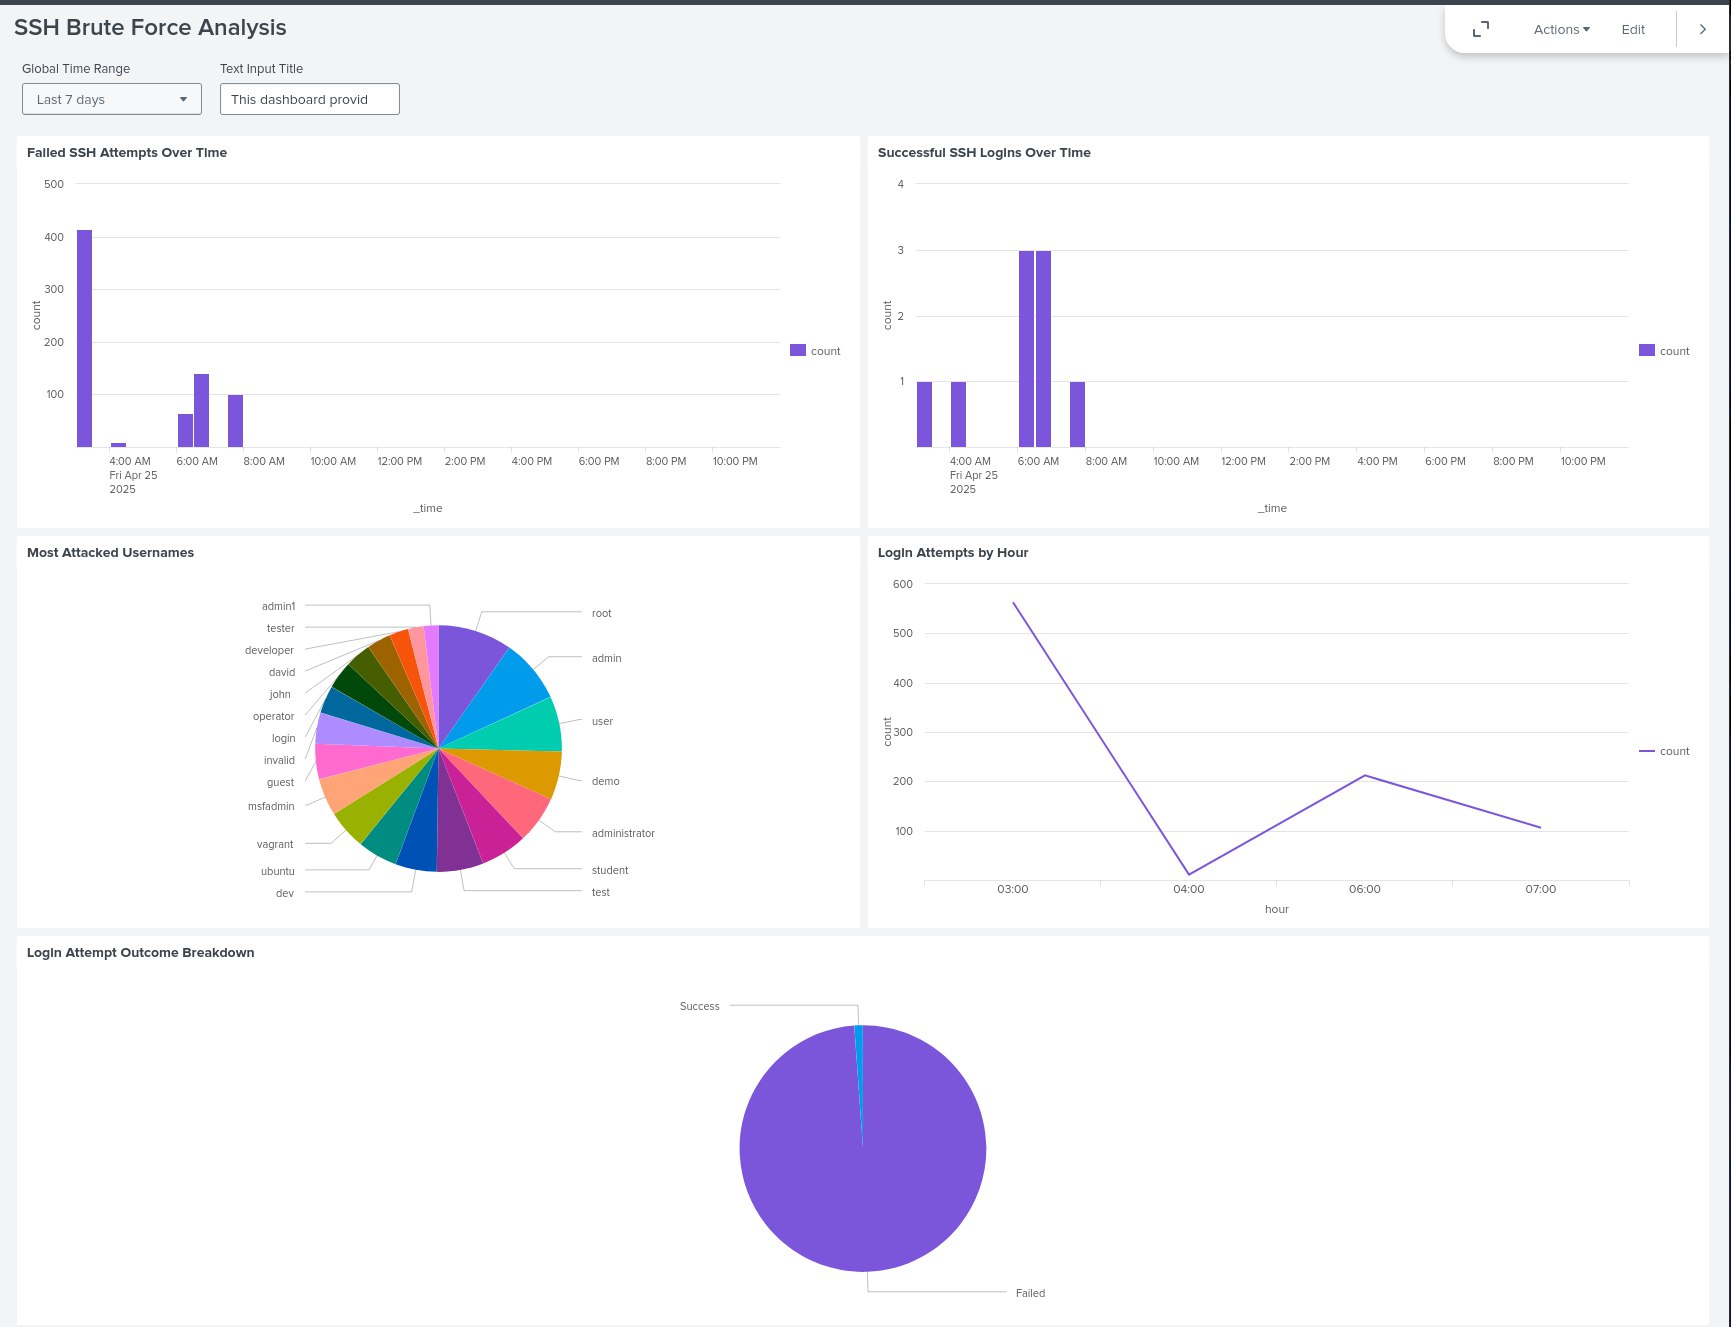 SSH Brute Force Analysis
Actions
Edit
Global Time Range
Text Input Title
Last 7 days
This dashboard provid
Failed SSH Attempts Over Time
500
400
300
200
100
count
count
4:00 AM
Fri Apr 25
2025
6:00 AM
8:00 AM
10:00 AM
12:00 PM
2:00 PM
4:00 PM
6:00 PM
8:00 PM
10:00 PM
_time
Successful SSH Logins Over Time
4
3
2
1
count
count
4:00 AM
Fri Apr 25
2025
6:00 AM
8:00 AM
10:00 AM
12:00 PM
2:00 PM
4:00 PM
6:00 PM
8:00 PM
10:00 PM
_time
Most Attacked Usernames
admin1
tester
developer
david
john
operator
login
invalid
guest
msfadmin
vagrant
ubuntu
dev
root
admin
user
demo
administrator
student
test
Login Attempts by Hour
600
500
400
300
200
100
count
count
03:00
04:00
06:00
07:00
hour
Login Attempt Outcome Breakdown
Success
Failed